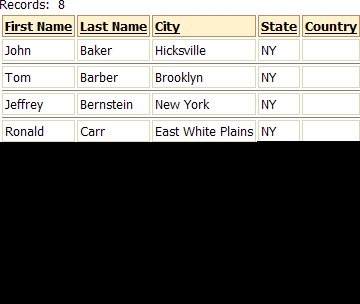 Records: 8
First Name Last Name City State Country
John Baker Hicksville NY
Tom Barber Brooklyn NY
Jeffrey Bernstein New York NY
Ronald Carr East White Plains NY